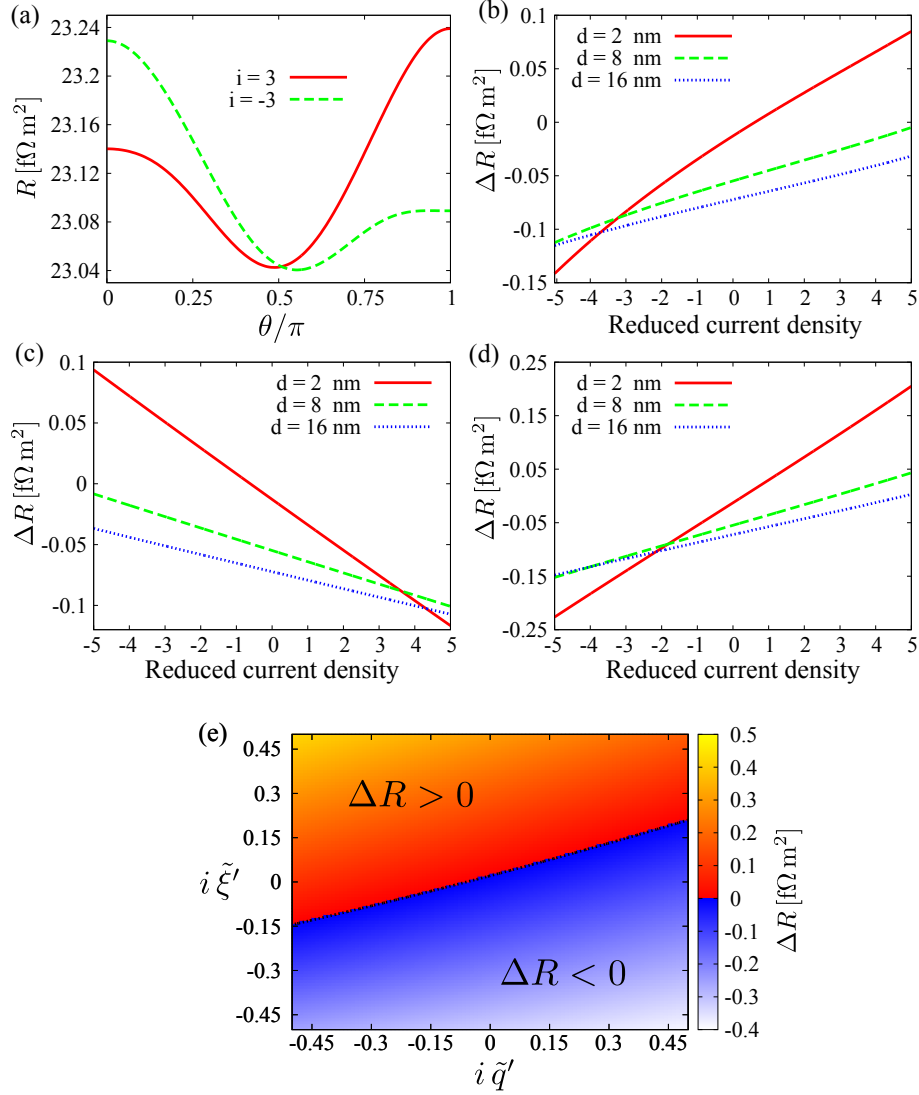 (a)
R [fΩ m²]
23.24
23.2
23.16
23.12
23.08
23.04
i = 3
i = -3
0 0.25 0.5 0.75 1
θ/π
(b)
ΔR [fΩ m²]
0.1
0.05
0
-0.05
-0.1
-0.15
d = 2 nm
d = 8 nm
d = 16 nm
-5 -4 -3 -2 -1 0 1 2 3 4 5
Reduced current density
(c)
ΔR [fΩ m²]
0.1
0.05
0
-0.05
-0.1
d = 2 nm
d = 8 nm
d = 16 nm
-5 -4 -3 -2 -1 0 1 2 3 4 5
Reduced current density
(d)
ΔR [fΩ m²]
0.25
0.15
0.05
-0.05
-0.15
-0.25
d = 2 nm
d = 8 nm
d = 16 nm
-5 -4 -3 -2 -1 0 1 2 3 4 5
Reduced current density
(e)
i ξ̃′
0.45
0.3
0.15
0
-0.15
-0.3
-0.45
ΔR > 0
ΔR < 0
-0.45 -0.3 -0.15 0 0.15 0.3 0.45
i q̃′
0.5
0.4
0.3
0.2
0.1
0
-0.1
-0.2
-0.3
-0.4
ΔR [fΩ m²]